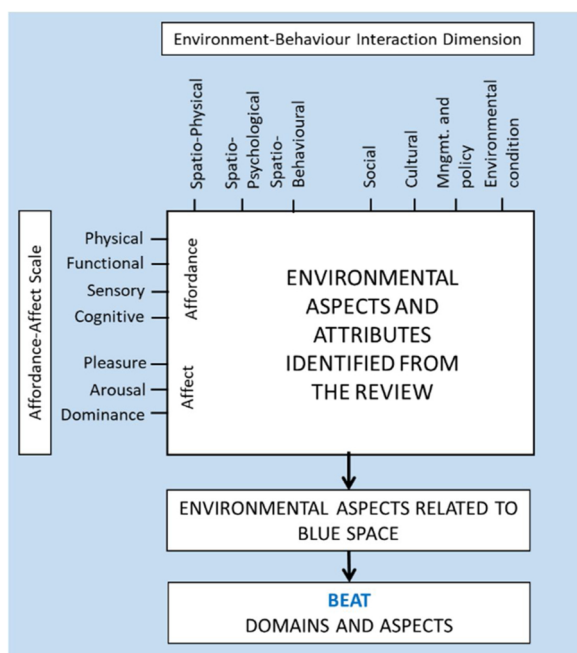 Environment-Behaviour Interaction Dimension
Spatio-Physical
Spatio-
Psychological
Spatio-
Behavioural
Social
Cultural
Mngmt. and
policy
Environmental
condition
Affordance-Affect Scale
Physical
Functional
Sensory
Cognitive
Pleasure
Arousal
Dominance
Affordance
Affect
ENVIRONMENTAL
ASPECTS AND
ATTRIBUTES
IDENTIFIED FROM
THE REVIEW
ENVIRONMENTAL ASPECTS RELATED TO
BLUE SPACE
BEAT
DOMAINS AND ASPECTS